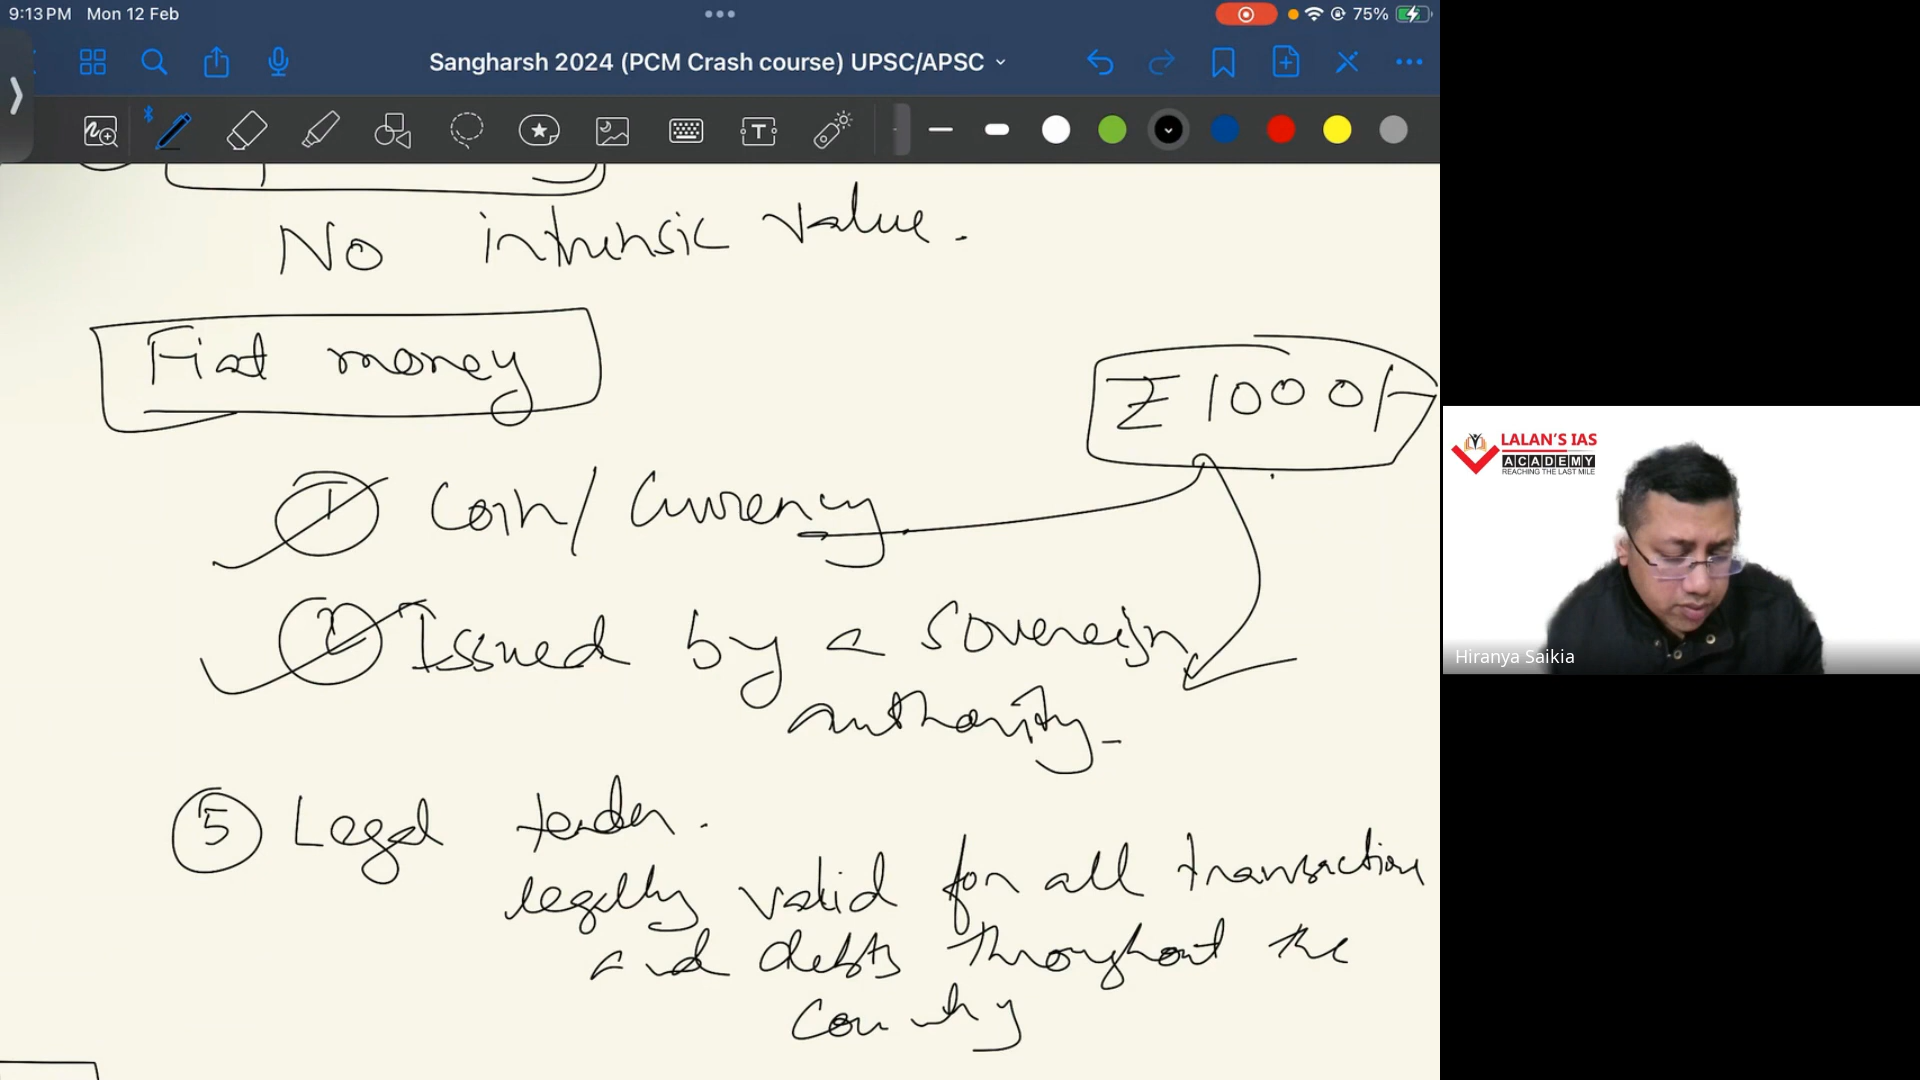 9:13 PM Mon 12 Feb
75%
Sangharsh 2024 (PCM Crash course) UPSC/APSC
No intrinsic value.
Fiat money
₹ 1000/-
① Coin/Currency
② Issued by a sovereign
authority.
⑤ Legal tender.
legally valid for all transaction
and debts throughout the
country
LALAN'S IAS
ACADEMY
REACHING THE LAST MILE
Hiranya Saikia